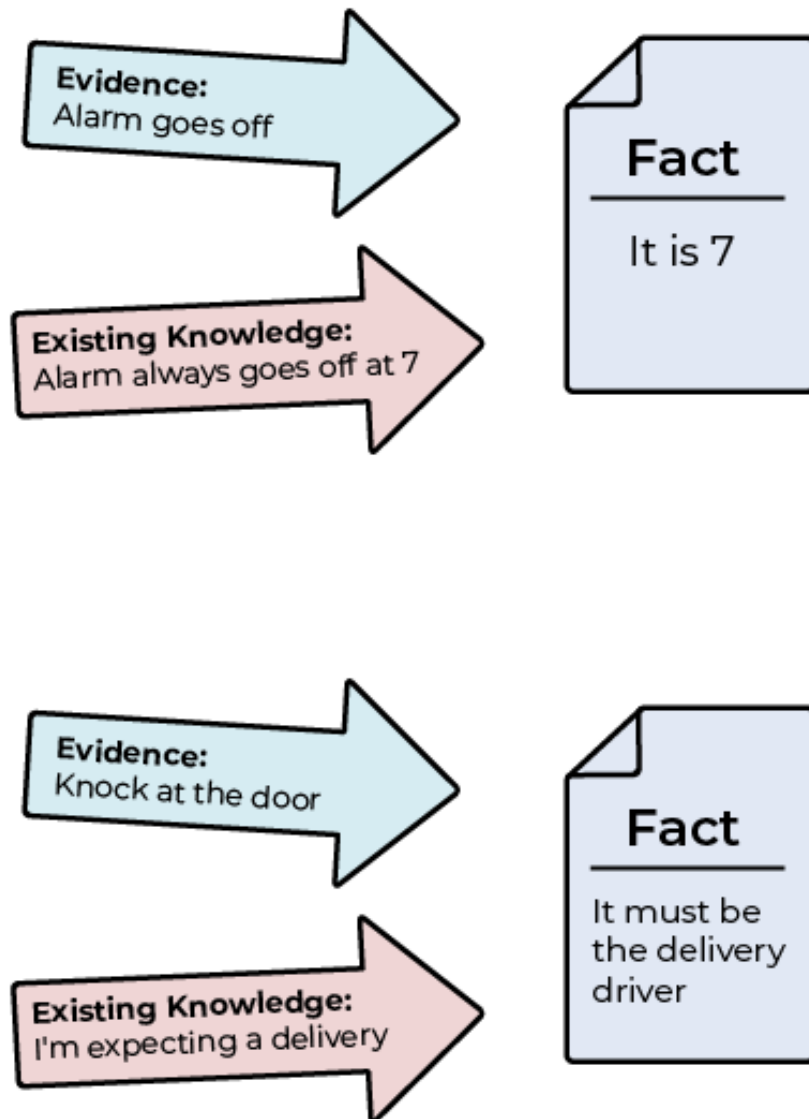 Evidence:
Alarm goes off
Existing Knowledge:
Alarm always goes off at 7
Fact
It is 7
Evidence:
Knock at the door
Existing Knowledge:
I'm expecting a delivery
Fact
It must be
the delivery
driver